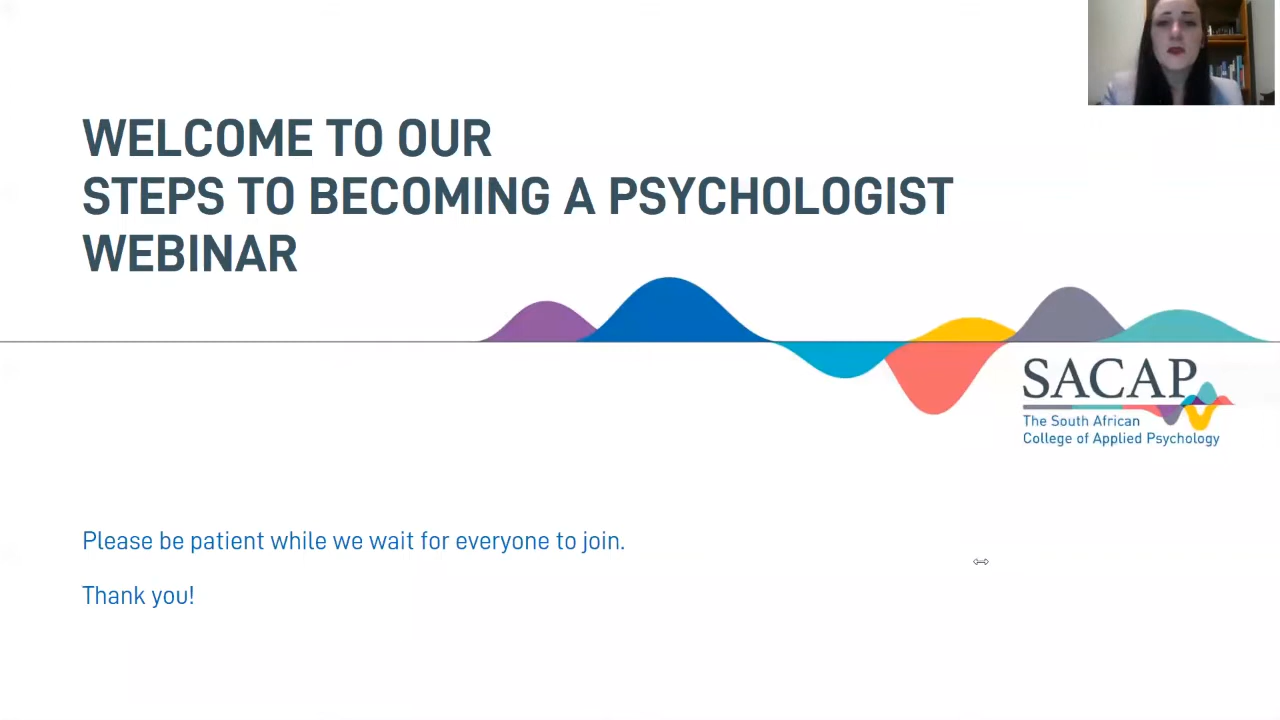 WELCOME TO OUR
STEPS TO BECOMING A PSYCHOLOGIST
WEBINAR
SACAP
The South African
College of Applied Psychology
Please be patient while we wait for everyone to join.
Thank you!